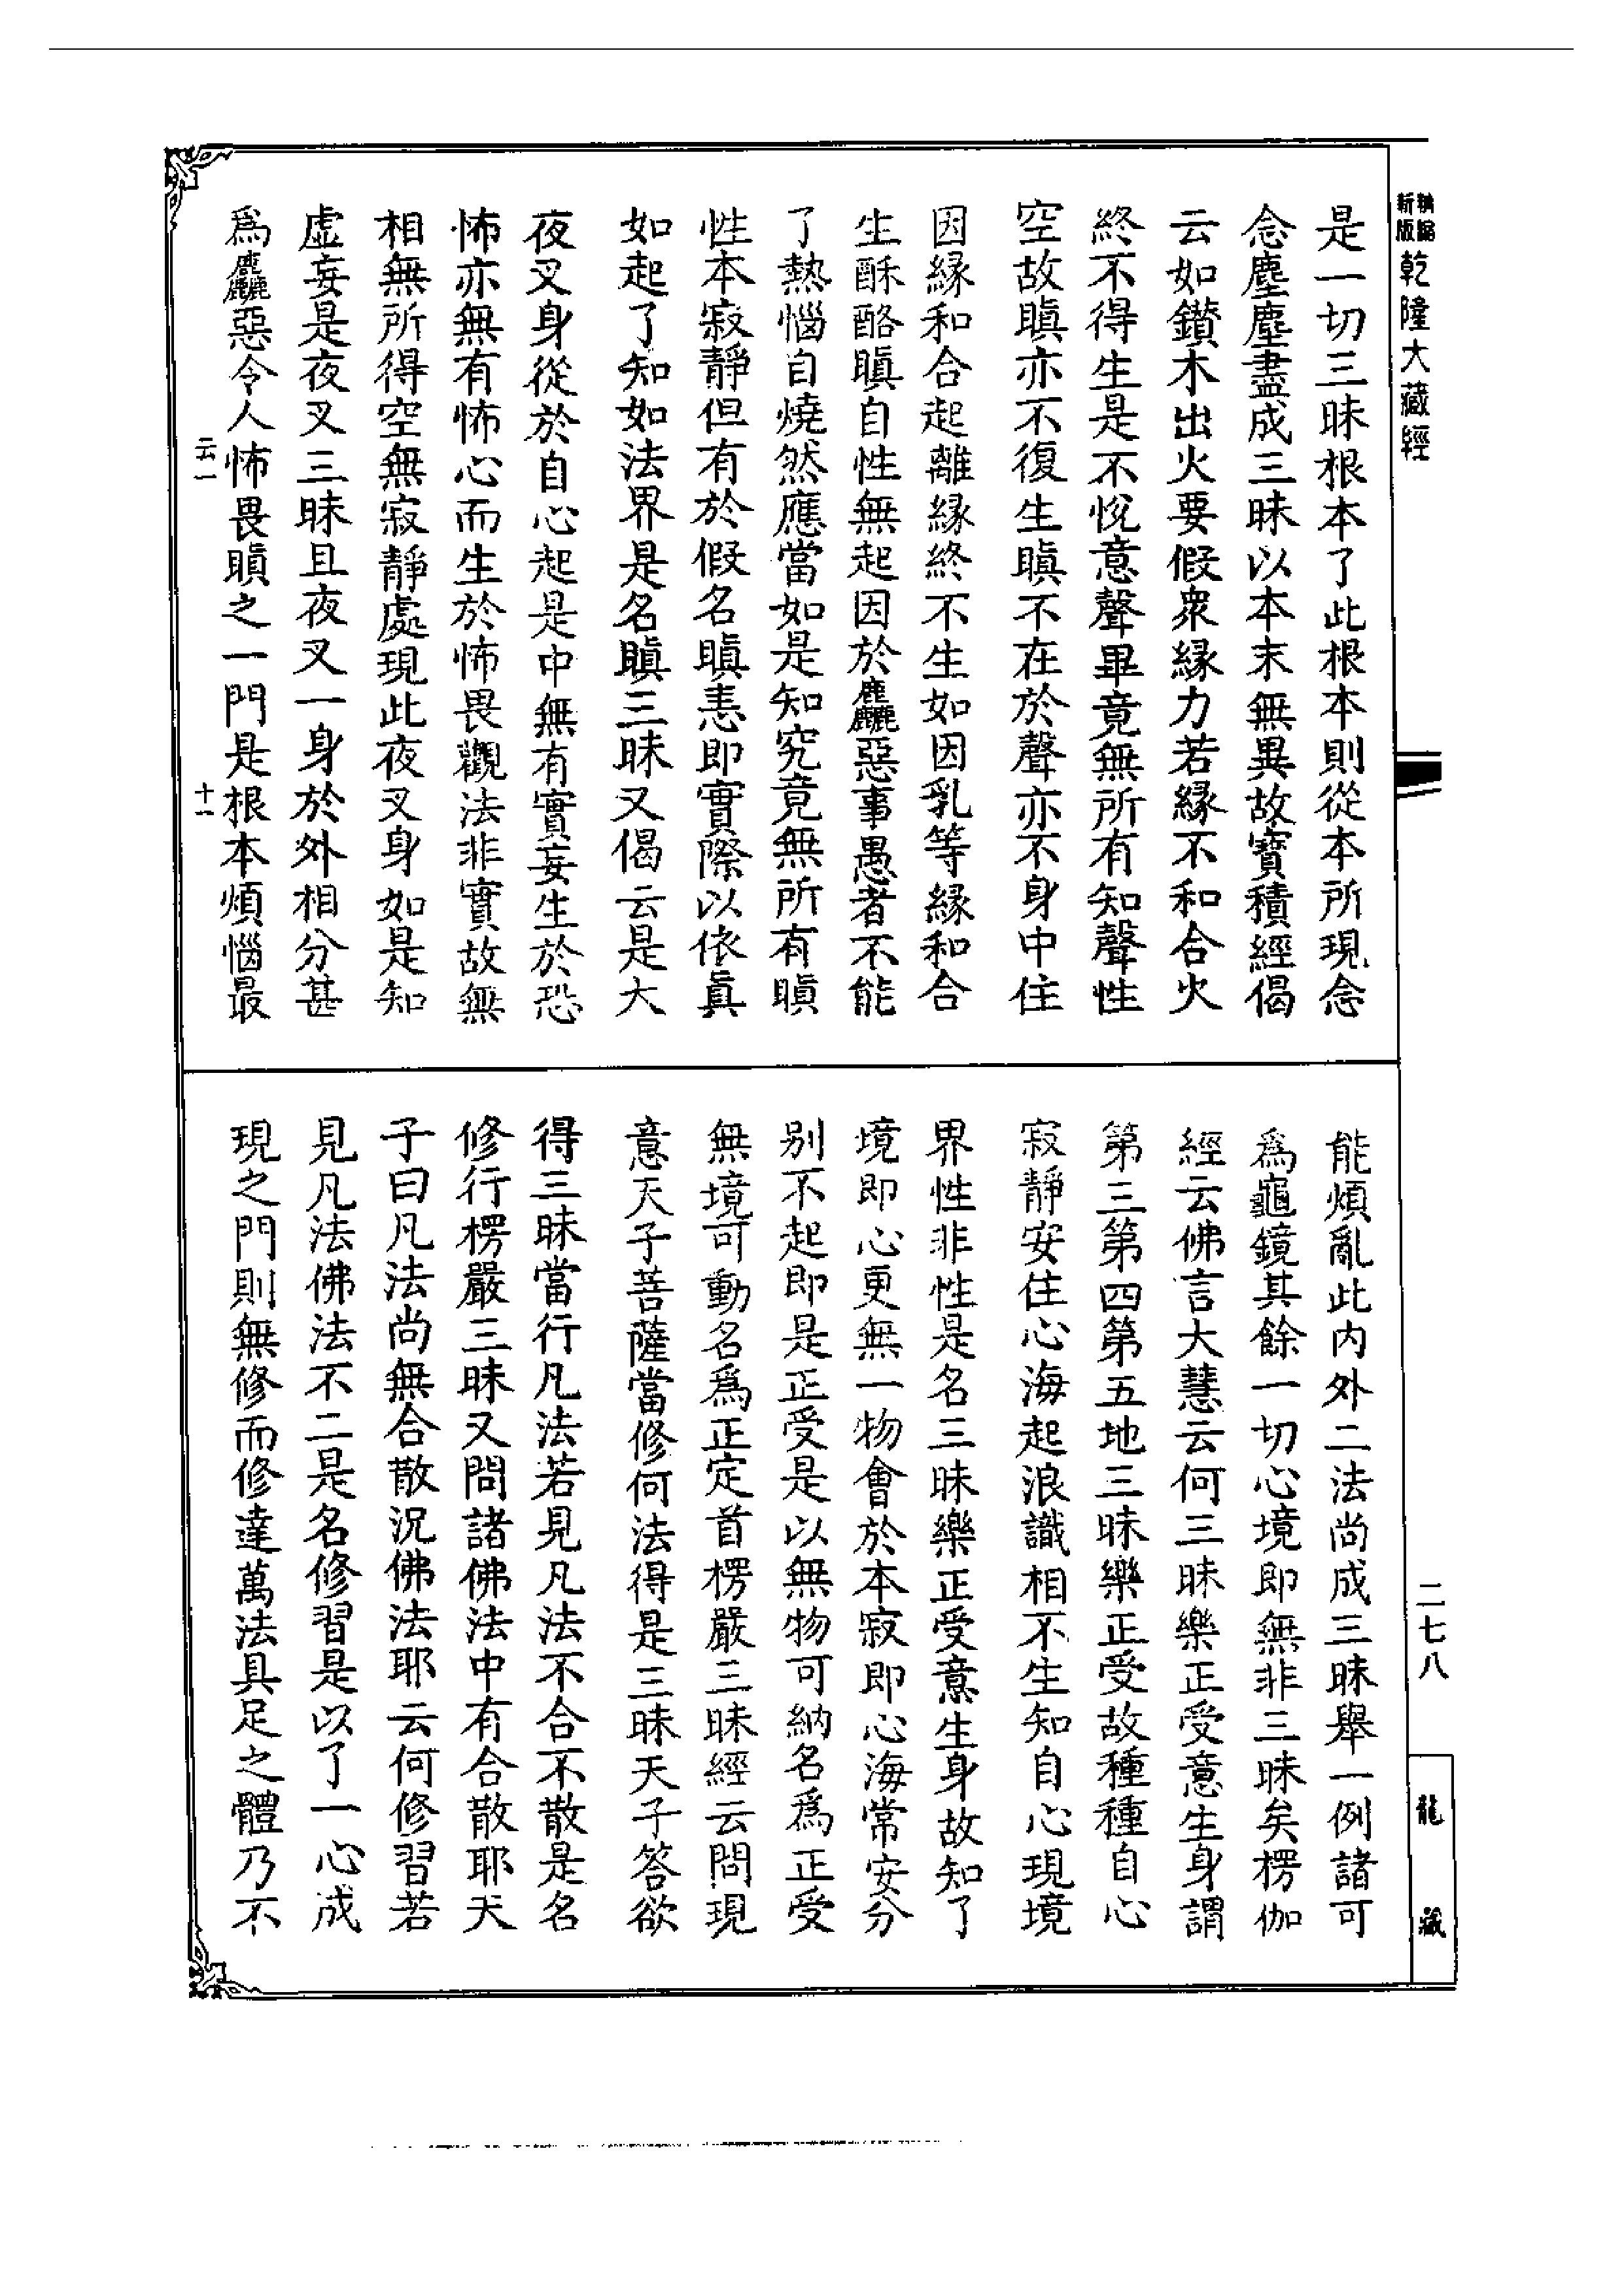 新版 精縮 乾隆大藏經
是一切三昧根本了此根本則從本所現念
念塵塵盡成三昧以本末無異故寶積經偈
云如鑽木出火要假衆緣力若緣不和合火
終不得生是不悅意聲畢竟無所有知聲性
空故瞋亦不復生瞋不在於聲亦不身中住
因緣和合起離緣終不生如因乳等緣和合
生酥酪瞋自性無起因於麤惡事愚者不能
了熱惱自燒然應當如是知究竟無所有瞋
性本寂靜但有於假名瞋恚即實際以依眞
如起了知如法界是名瞋三昧又偈云是大
夜叉身從於自心起是中無有實妄生於恐
怖亦無有怖心而生於怖畏觀法非實故無
相無所得空無寂靜處現此夜叉身如是知
虛妄是夜叉三昧且夜叉一身於外相分甚
爲麤惡令人怖畏瞋之一門是根本煩惱最
云一
十一
能煩亂此内外二法尚成三昧舉一例諸可
爲龜鏡其餘一切心境即無非三昧矣楞伽
經云佛言大慧云何三昧樂正受意生身謂
第三第四第五地三昧樂正受故種種自心
寂靜安住心海起浪識相不生知自心現境
界性非性是名三昧樂正受意生身故知了
境即心更無一物會於本寂即心海常安分
别不起即是正受是以無物可納名爲正受
無境可動名爲正定首楞嚴三昧經云問現
意天子菩薩當修何法得是三昧天子答欲
得三昧當行凡法若見凡法不合不散是名
修行楞嚴三昧又問諸佛法中有合散耶天
子曰凡法尚無合散況佛法耶云何修習若
見凡法佛法不二是名修習是以了一心成
現之門則無修而修達萬法具足之體乃不
二七八
龍藏